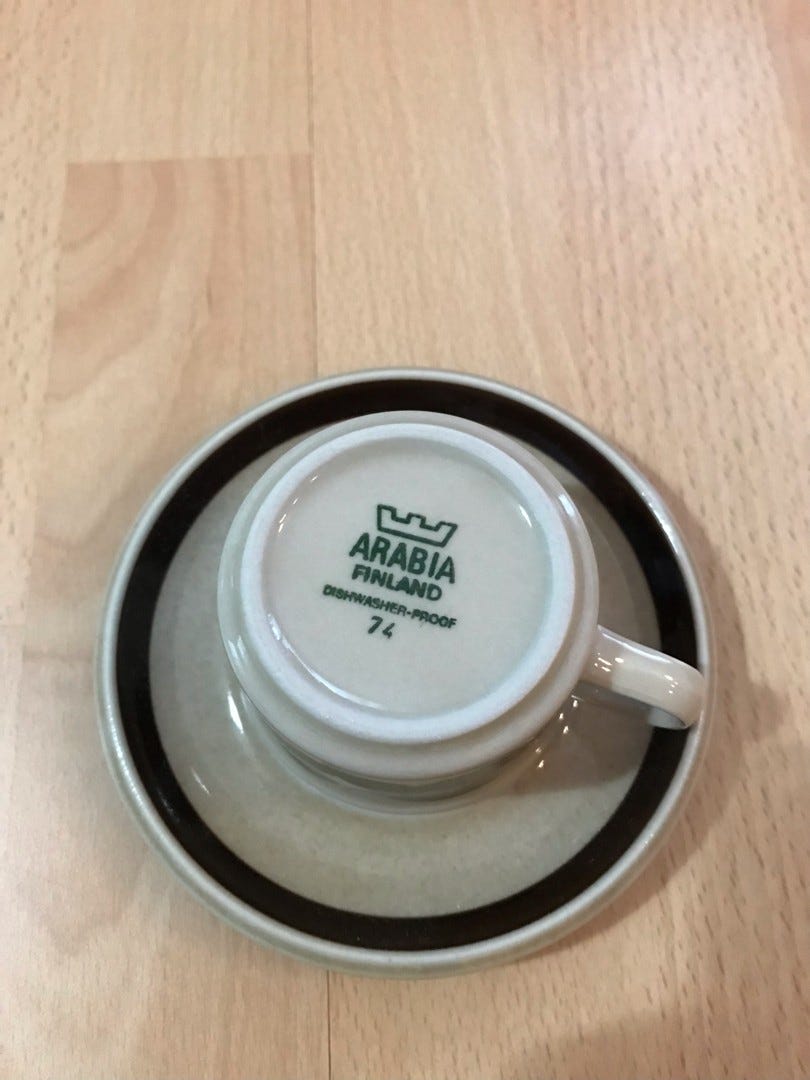 ARABIA
FINLAND
DISHWASHER-PROOF
74